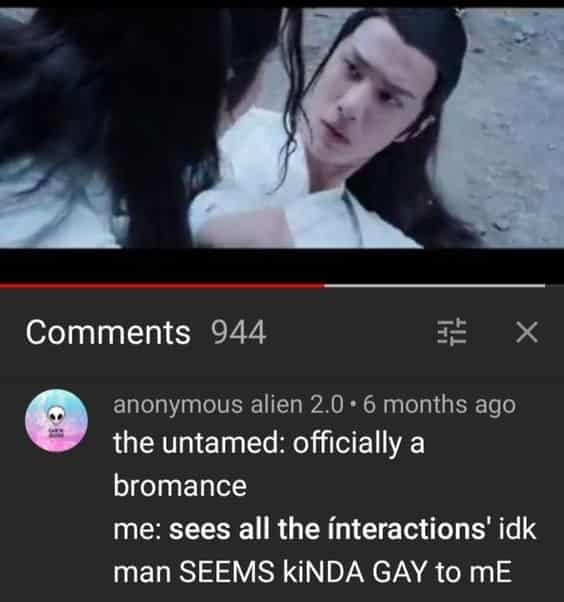 Comments 944
anonymous alien 2.0 • 6 months ago
the untamed: officially a
bromance
me: sees all the ínteractions' idk
man SEEMS kiNDA GAY to mE